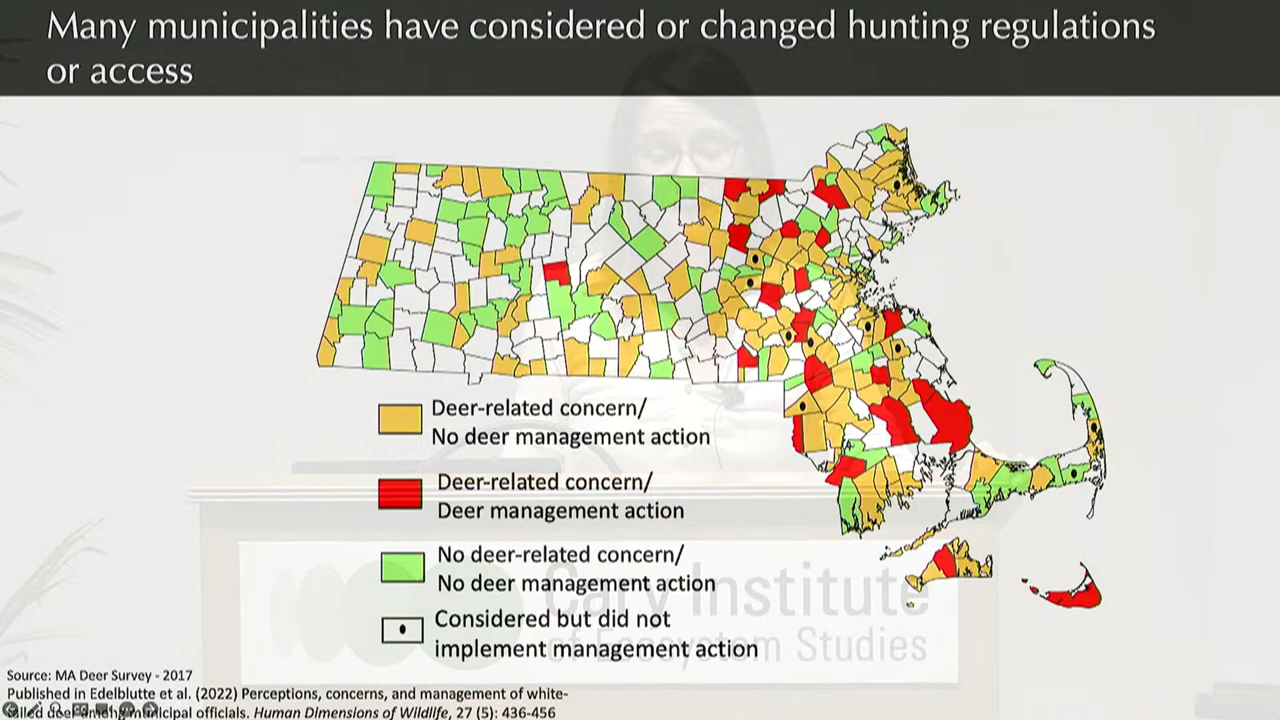 Many municipalities have considered or changed hunting regulations
or access
Deer-related concern/
No deer management action
Deer-related concern/
Deer management action
No deer-related concern/
No deer management action
Considered but did not
implement management action
Cary Institute
of Ecosystem Studies
Source: MA Deer Survey - 2017
Published in Edelblutte et al. (2022) Perceptions, concerns, and management of white-
tailed deer among municipal officials. Human Dimensions of Wildlife, 27 (5): 436-456